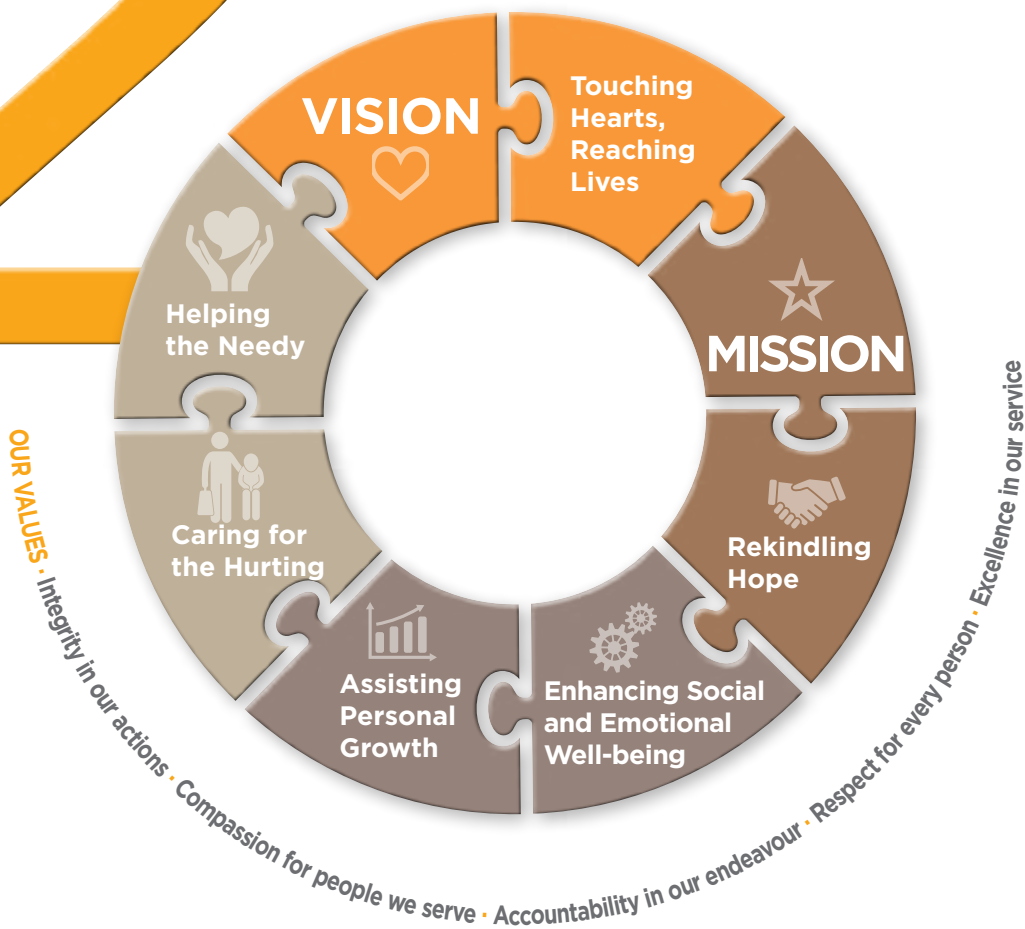 VISION
Touching
Hearts,
Reaching
Lives
MISSION
Rekindling
Hope
Enhancing Social
and Emotional
Well-being
Assisting
Personal
Growth
Caring for
the Hurting
Helping
the Needy
OUR VALUES · Integrity in our actions · Compassion for people we serve · Accountability in our endeavour · Respect for every person · Excellence in our service